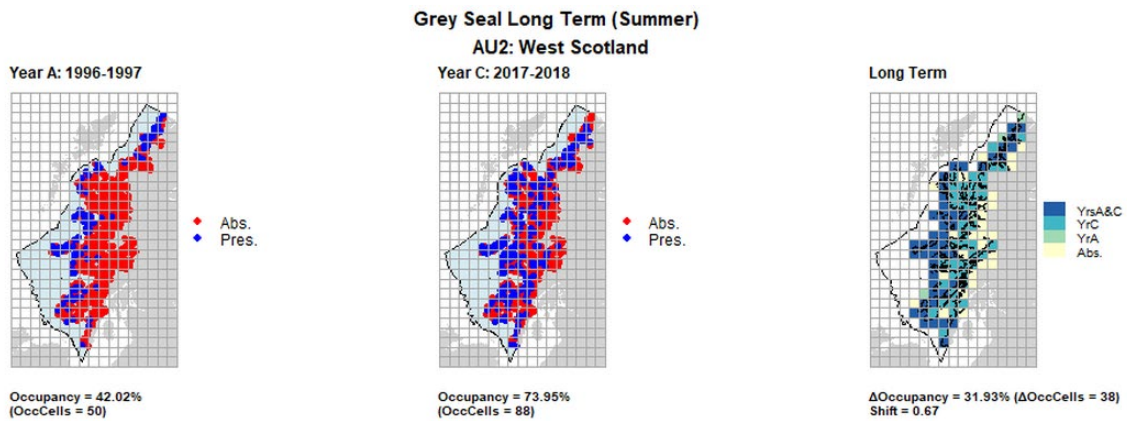 Grey Seal Long Term (Summer)
AU2: West Scotland
Year A: 1996-1997
Abs.
Pres.
Occupancy = 42.02%
(OccCells = 50)
Year C: 2017-2018
Abs.
Pres.
Occupancy = 73.95%
(OccCells = 88)
Long Term
YrsA&C
YrC
YrA
Abs.
ΔOccupancy = 31.93% (ΔOccCells = 38)
Shift = 0.67